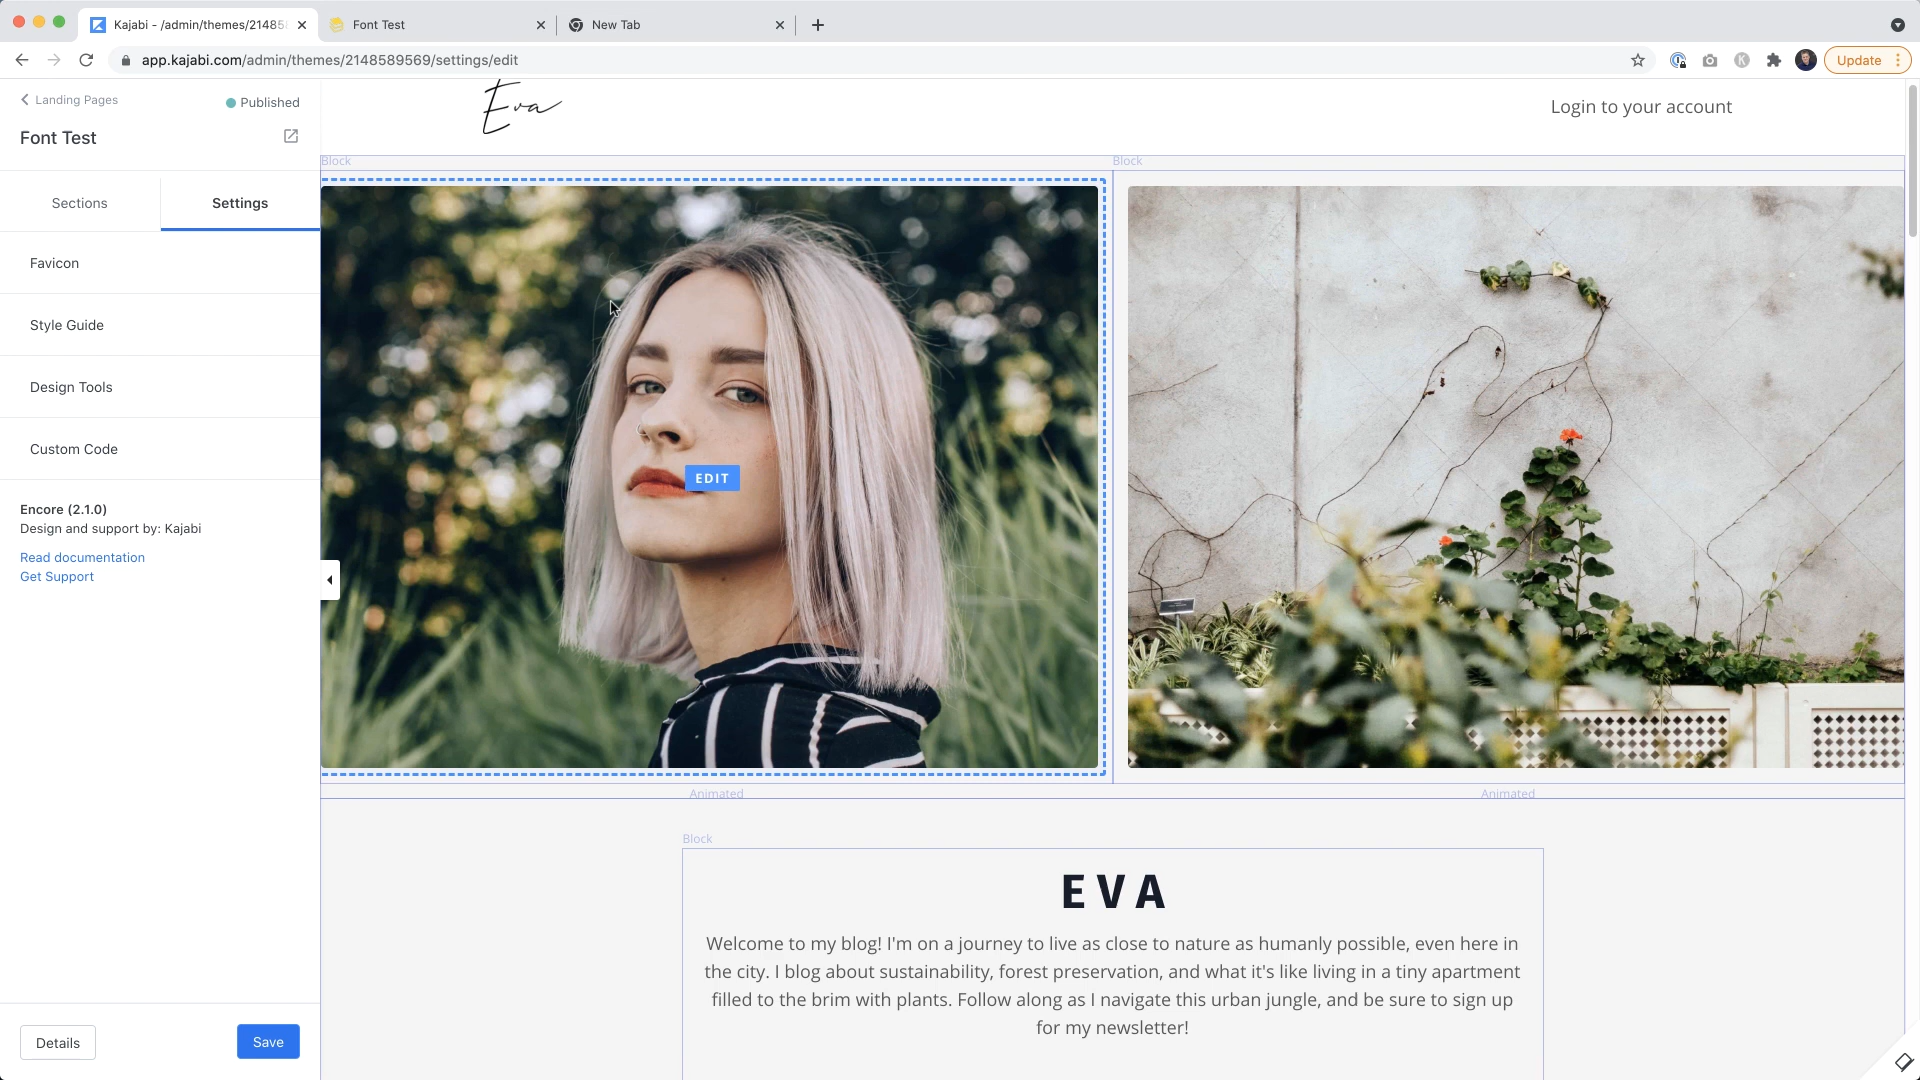 Kajabi - /admin/themes/21485
Font Test
New Tab
app.kajabi.com/admin/themes/2148589569/settings/edit
Update
Landing Pages
Published
Font Test
Sections
Settings
Favicon
Style Guide
Design Tools
Custom Code
Encore (2.1.0)
Design and support by: Kajabi
Read documentation
Get Support
Details
Save
Eva
Login to your account
Block
Block
EDIT
Animated
Animated
Block
EVA
Welcome to my blog! I'm on a journey to live as close to nature as humanly possible, even here in
the city. I blog about sustainability, forest preservation, and what it's like living in a tiny apartment
filled to the brim with plants. Follow along as I navigate this urban jungle, and be sure to sign up
for my newsletter!